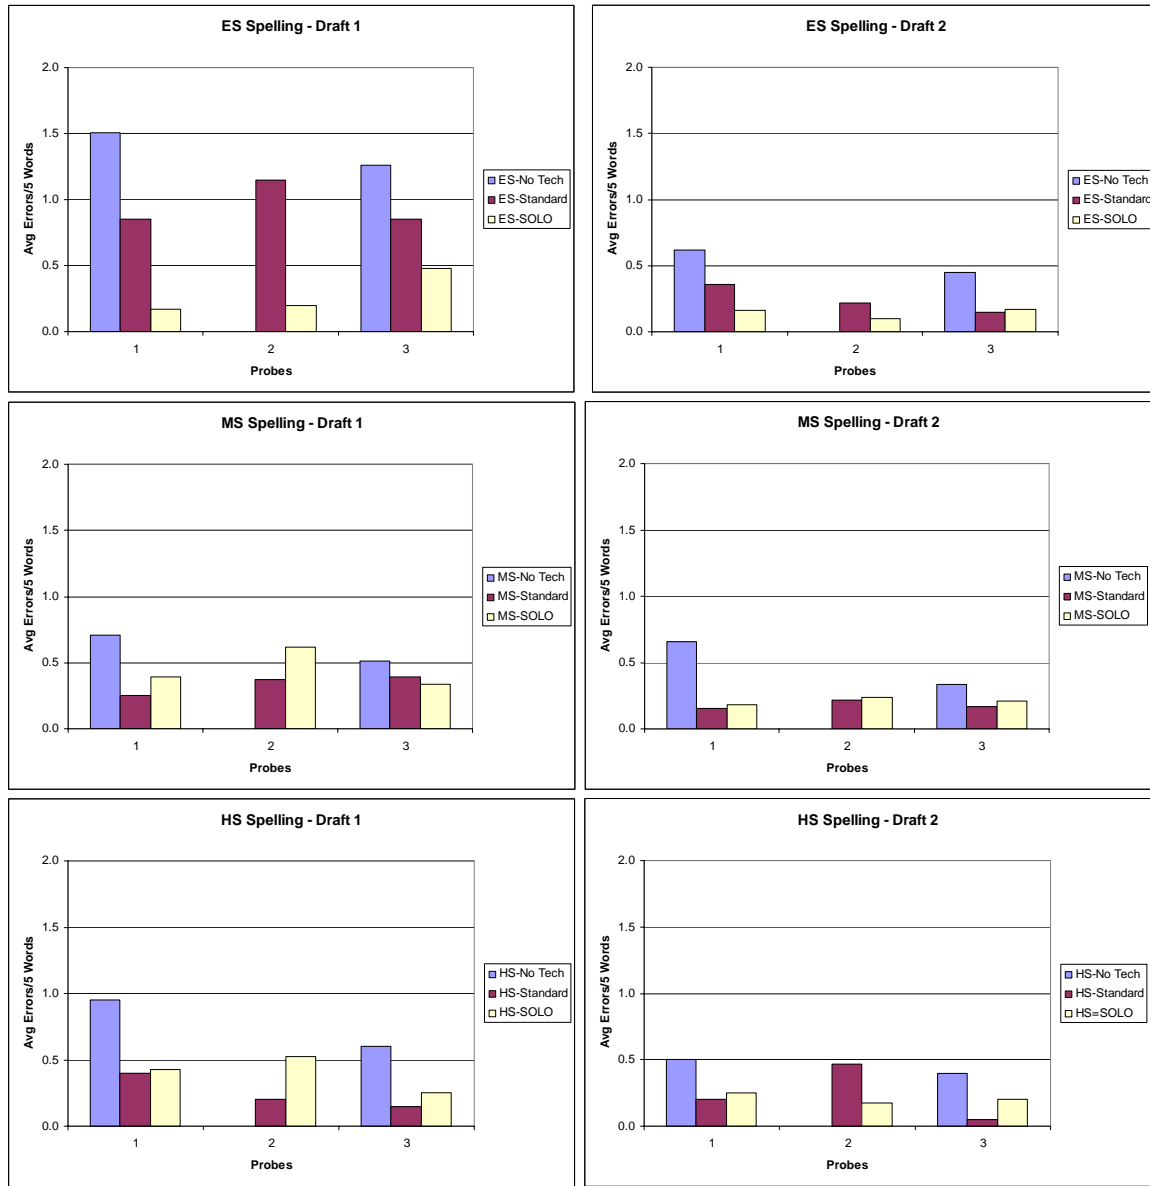 ES Spelling - Draft 1
2.0
1.5
1.0
0.5
0.0
Avg Errors/5 Words
1 2 3
Probes
ES-No Tech
ES-Standard
ES-SOLO
ES Spelling - Draft 2
2.0
1.5
1.0
0.5
0.0
Avg Errors/5 Words
1 2 3
Probes
ES-No Tech
ES-Standard
ES-SOLO
MS Spelling - Draft 1
2.0
1.5
1.0
0.5
0.0
Avg Errors/5 Words
1 2 3
Probes
MS-No Tech
MS-Standard
MS-SOLO
MS Spelling - Draft 2
2.0
1.5
1.0
0.5
0.0
Avg Errors/5 Words
1 2 3
Probes
MS-No Tech
MS-Standard
MS-SOLO
HS Spelling - Draft 1
2.0
1.5
1.0
0.5
0.0
Avg Errors/5 Words
1 2 3
Probes
HS-No Tech
HS-Standard
HS-SOLO
HS Spelling - Draft 2
2.0
1.5
1.0
0.5
0.0
Avg Errors/5 Words
1 2 3
Probes
HS-No Tech
HS-Standard
HS=SOLO